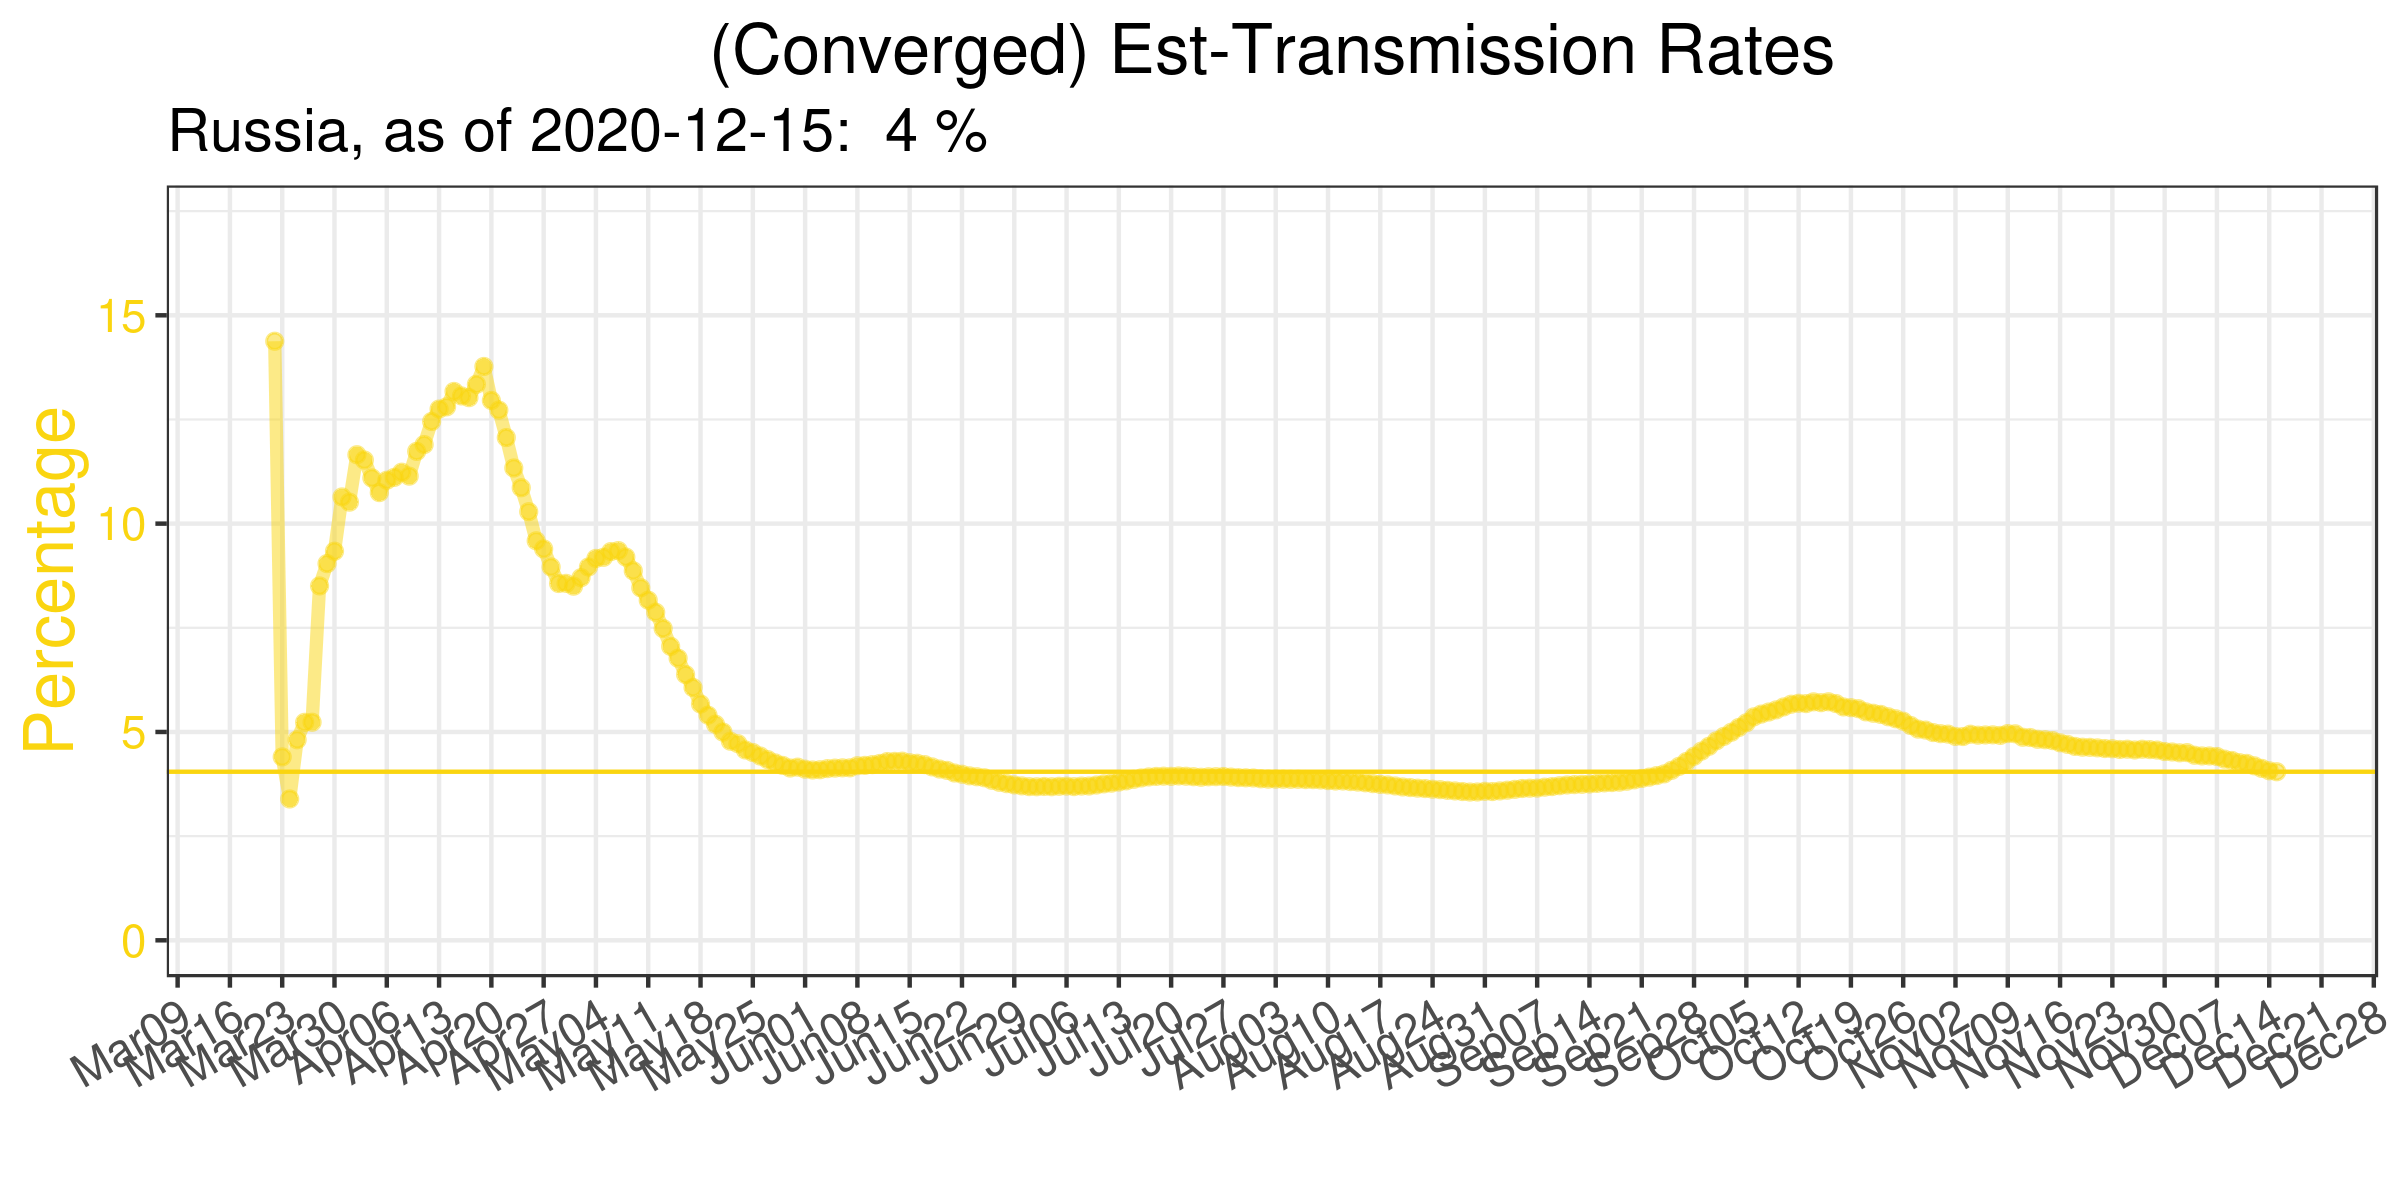 (Converged) Est-Transmission Rates
Russia, as of 2020-12-15:  4 %
Percentage
15
10
5
0
Mar09
Mar16
Mar23
Mar30
Apr06
Apr13
Apr20
Apr27
May04
May11
May18
May25
Jun01
Jun08
Jun15
Jun22
Jun29
Jul06
Jul13
Jul20
Jul27
Aug03
Aug10
Aug17
Aug24
Aug31
Sep07
Sep14
Sep21
Sep28
Oct05
Oct12
Oct19
Oct26
Nov02
Nov09
Nov16
Nov23
Nov30
Dec07
Dec14
Dec21
Dec28